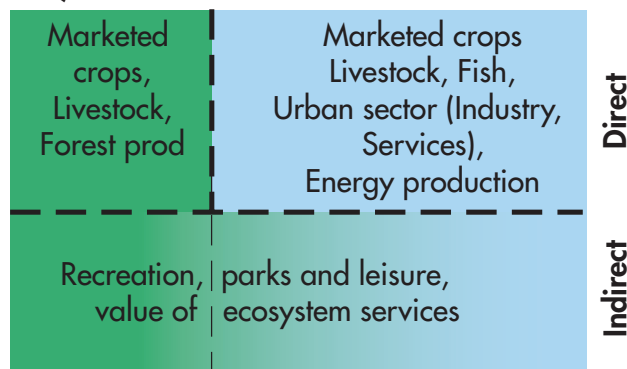 Marketed
crops,
Livestock,
Forest prod
Marketed crops
Livestock, Fish,
Urban sector (Industry,
Services),
Energy production
Direct
Recreation, parks and leisure,
value of ecosystem services
Indirect